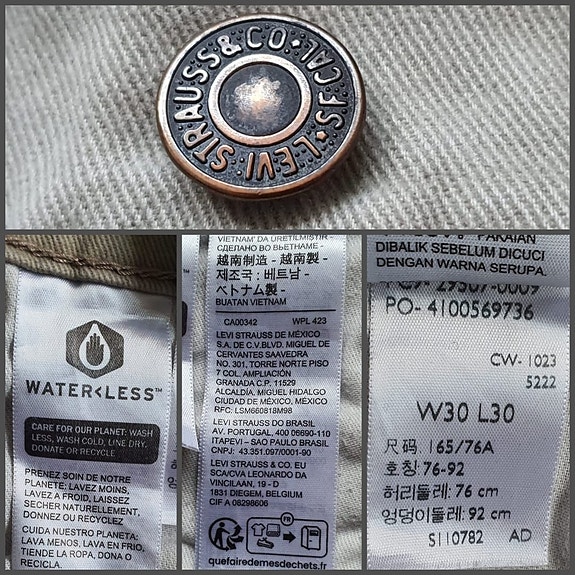 LEVI STRAUSS & CO. S.F. CAL.
WATER<LESS™
CARE FOR OUR PLANET: WASH
LESS, WASH COLD, LINE DRY,
DONATE OR RECYCLE
PRENEZ SOIN DE NOTRE
PLANETE: LAVEZ MOINS,
LAVEZ A FROID, LAISSEZ
SECHER NATURELLEMENT,
DONNEZ OU RECYCLEZ
CUIDA NUESTRO PLANETA:
LAVA MENOS, LAVA EN FRIO,
TIENDE LA ROPA, DONA O
RECICLA.
VIETNAM' DA ÜRETILMİŞTİR -
СДЕЛАНО ВО ВЬЕТНАМЕ -
越南制造 - 越南製 -
제조국 : 베트남 -
ベトナム製 -
BUATAN VIETNAM
CA00342 WPL 423
LEVI STRAUSS DE MÉXICO
S.A. DE C.V.BLVD. MIGUEL DE
CERVANTES SAAVEDRA
NO. 301, TORRE NORTE PISO
7 COL. AMPLIACIÓN
GRANADA C.P. 11529
ALCALDÍA, MIGUEL HIDALGO
CIUDAD DE MÉXICO, MÉXICO
RFC: LSM660818M98
LEVI STRAUSS DO BRASIL
AV. PORTUGAL, 400 06690-110
ITAPEVI – SAO PAULO BRASIL
CNPJ: 43.351.097/0001-90
LEVI STRAUSS & CO. EU
SCA/CVA LEONARDO DA
VINCILAAN, 19 - D
1831 DIEGEM, BELGIUM
CIF A 08298606
FR
quefairedemesdechets.fr
PAKAIAN
DIBALIK SEBELUM DICUCI
DENGAN WARNA SERUPA.
PC9- 29507-0009
PO- 4100569736
CW- 1023
5222
W30 L30
尺码 165/76A
호칭: 76-92
허리둘레: 76 cm
엉덩이둘레: 92 cm
S110782 AD